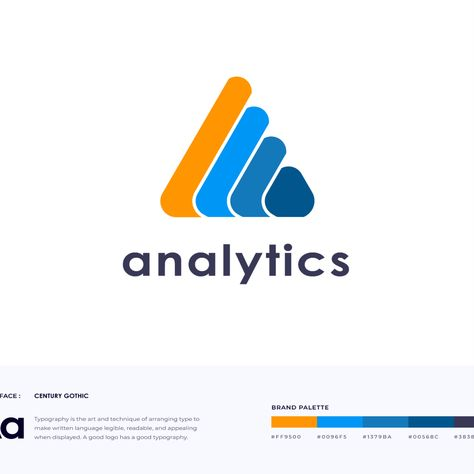 analytics
FACE : CENTURY GOTHIC
Typography is the art and technique of arranging type to
make written language legible, readable, and appealing
when displayed. A good logo has a good typography.
a
BRAND PALETTE
#FF9500 #0096F5 #1379BA #00568C #3838